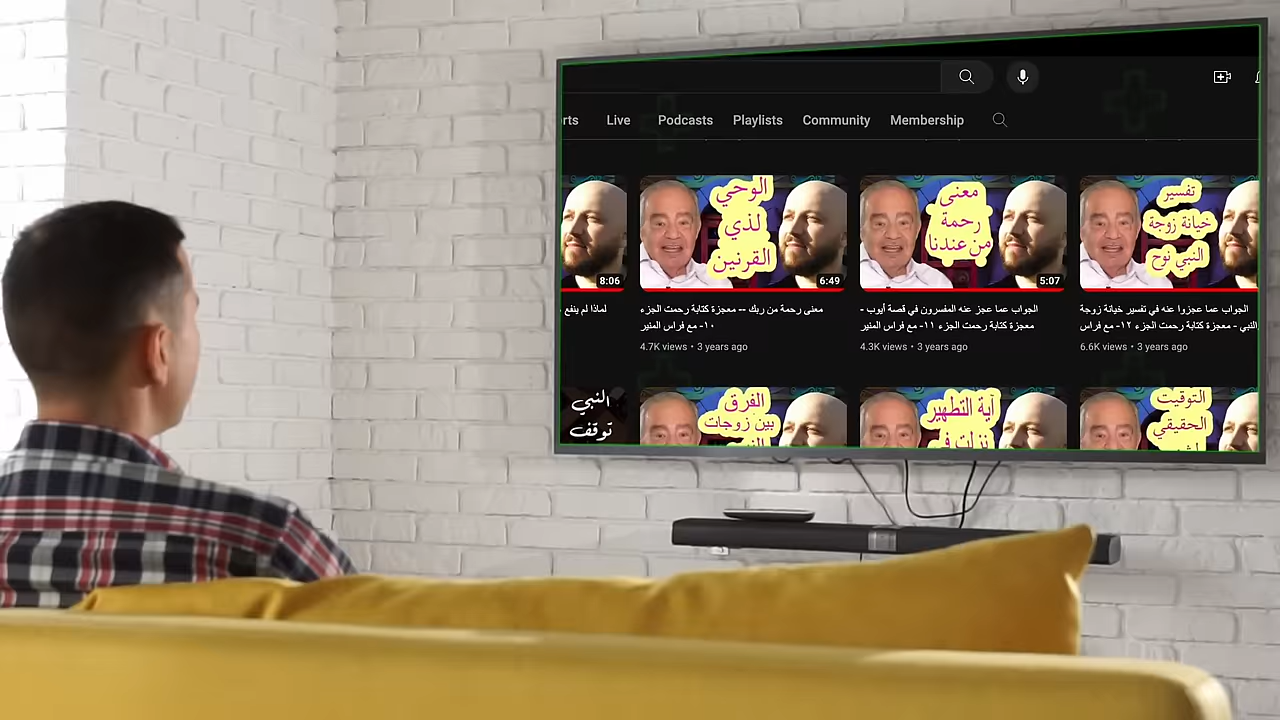 rts Live Podcasts Playlists Community Membership
الوحي
لذي
القرنين
معنى
رحمة
من عندنا
تفسير
خيانة زوجة
النبي نوح
8:06
6:49
5:07
لماذا لم ينفع
معنى رحمة من ربك -- معجزة كتابة رحمت الجزء
١٠- مع فراس المنير
4.7K views • 3 years ago
الجواب عما عجز عنه المفسرون في قصة أيوب -
معجزة كتابة رحمت الجزء ١١- مع فراس المنير
4.3K views • 3 years ago
الجواب عما عجزوا عنه في تفسير خيانة زوجة
النبي - معجزة كتابة رحمت الجزء ١٢- مع فراس
6.6K views • 3 years ago
النبي
توقف
الفرق
بين زوجات
آية التطهير
نزلت في
التوقيت
الحقيقي